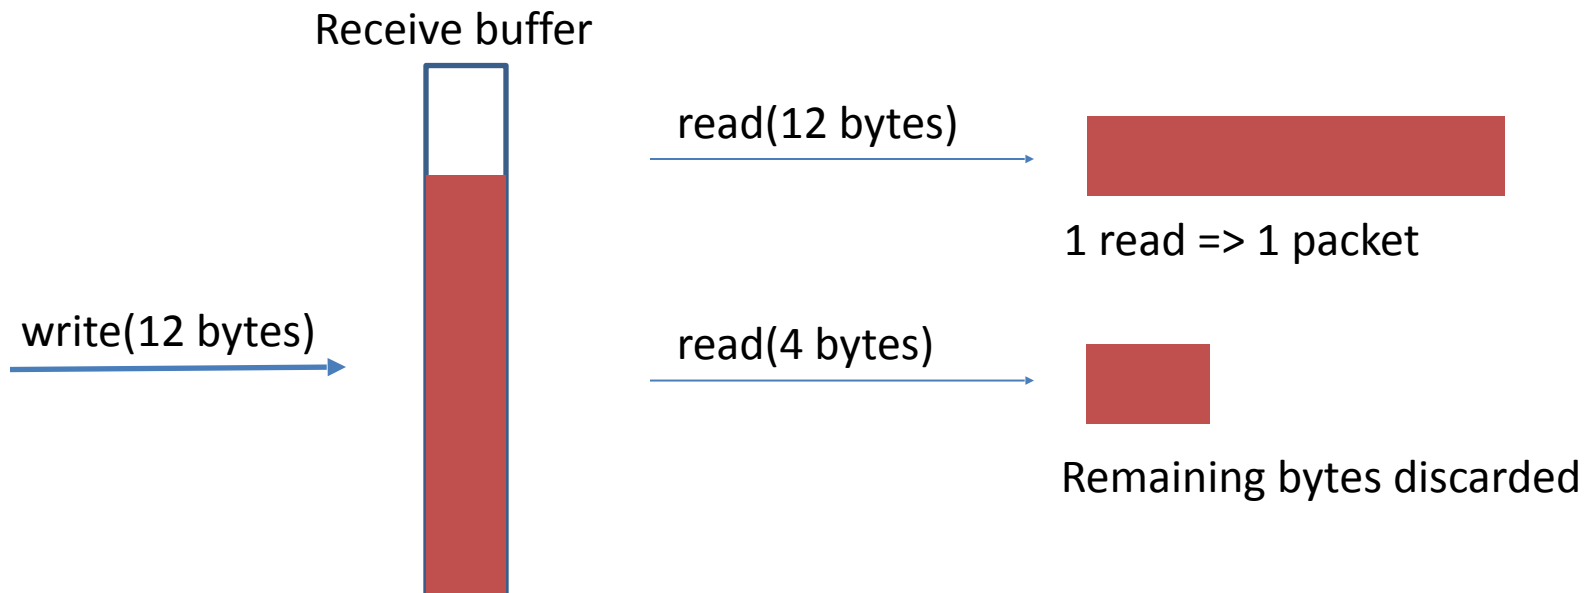 Receive buffer
read(12 bytes)
1 read => 1 packet
write(12 bytes)
read(4 bytes)
Remaining bytes discarded